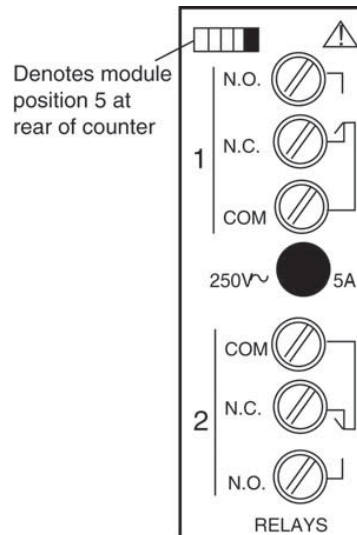 Denotes module
position 5 at
rear of counter
N.O.
1
N.C.
COM
250V~
5A
COM
2
N.C.
N.O.
RELAYS